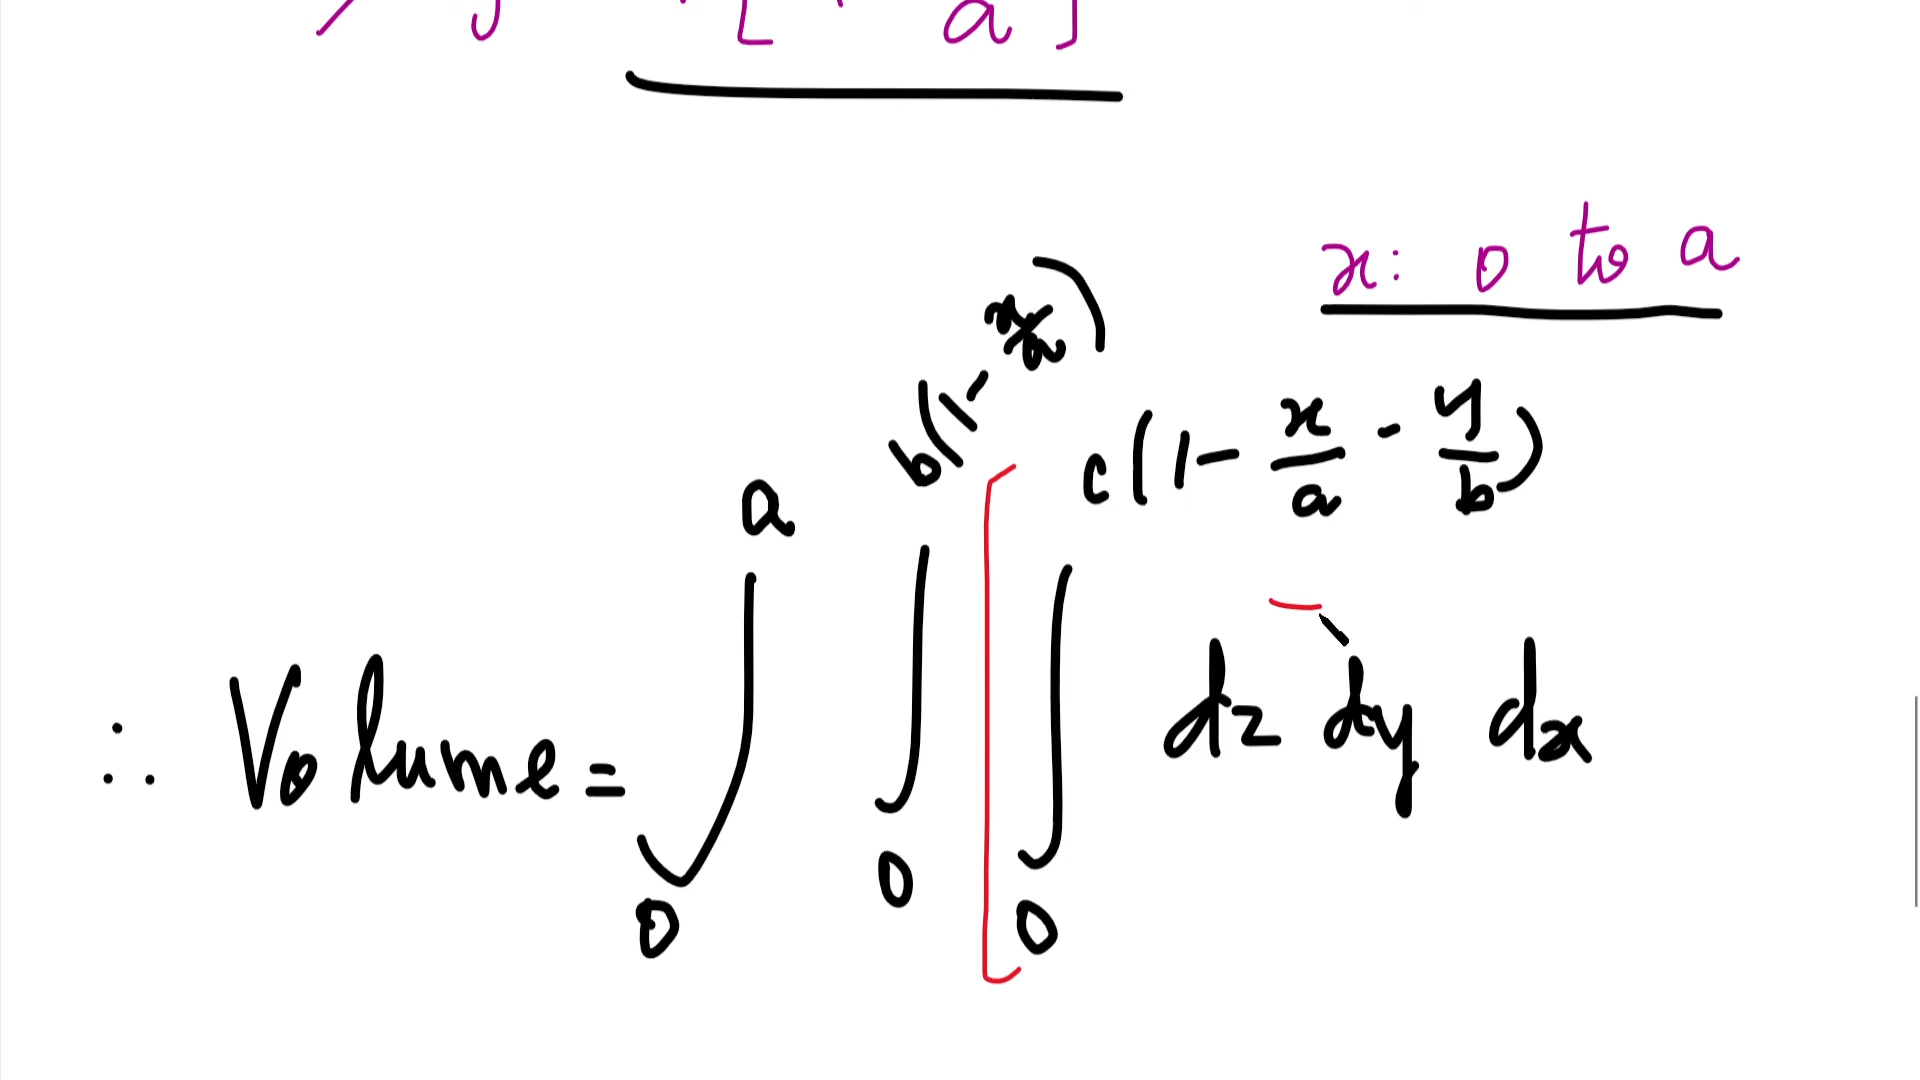 a ]
x: 0 to a
∴ Volume = ∫₀^a ∫₀^{b(1 - x/a)} [ ∫₀^{c(1 - x/a - y/b)} dz dy dx